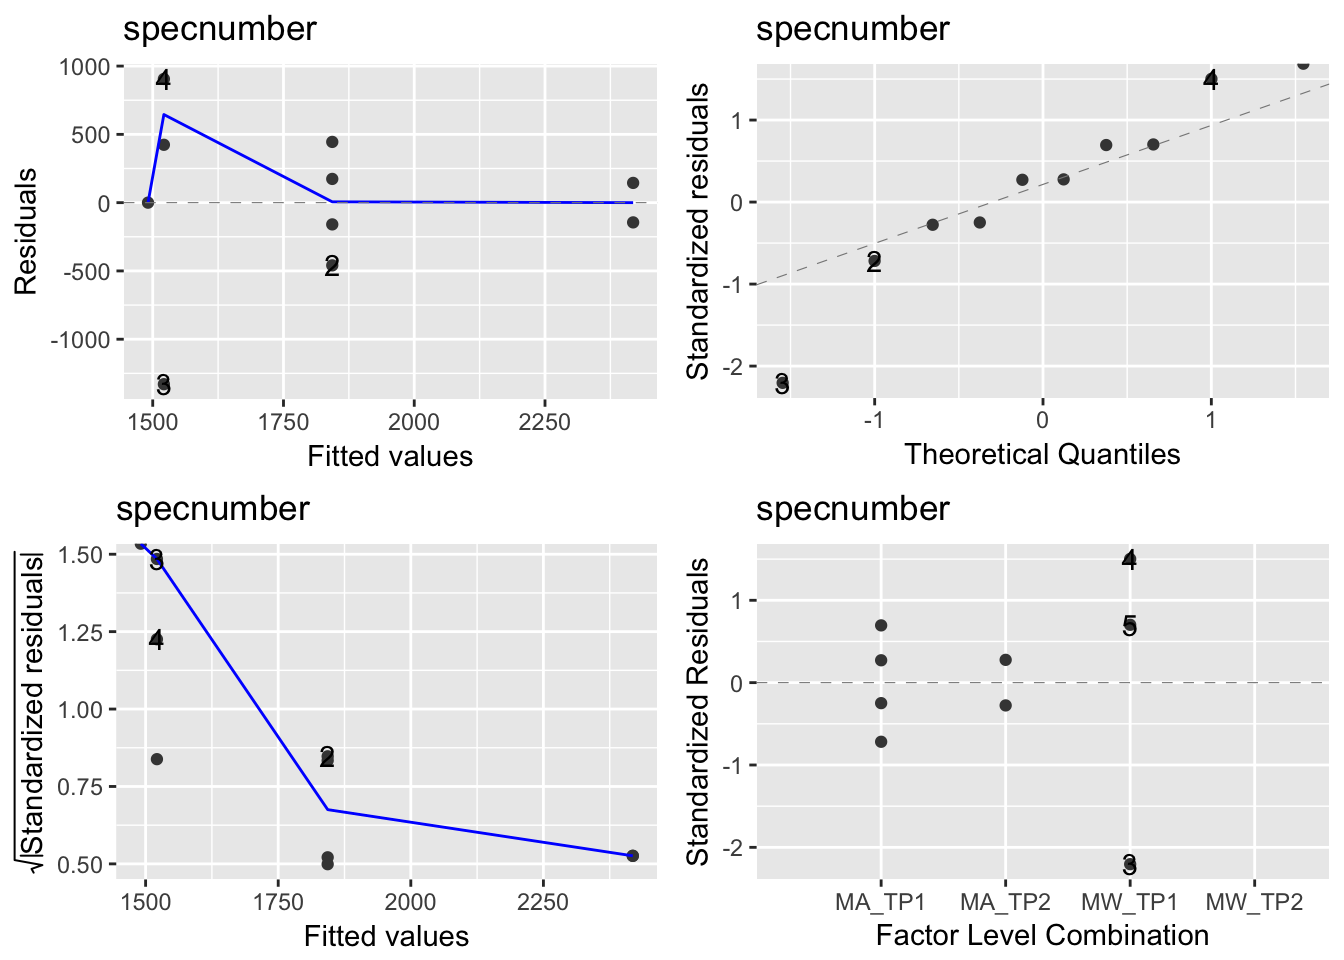 specnumber
1000
500
0
-500
-1000
Residuals
4
2
3
1500 1750 2000 2250
Fitted values
specnumber
1
0
-1
-2
Standardized residuals
4
2
3
-1 0 1
Theoretical Quantiles
specnumber
1.50
1.25
1.00
0.75
0.50
√|Standardized residuals|
3
4
2
1500 1750 2000 2250
Fitted values
specnumber
1
0
-1
-2
Standardized Residuals
4
5
3
MA_TP1 MA_TP2 MW_TP1 MW_TP2
Factor Level Combination